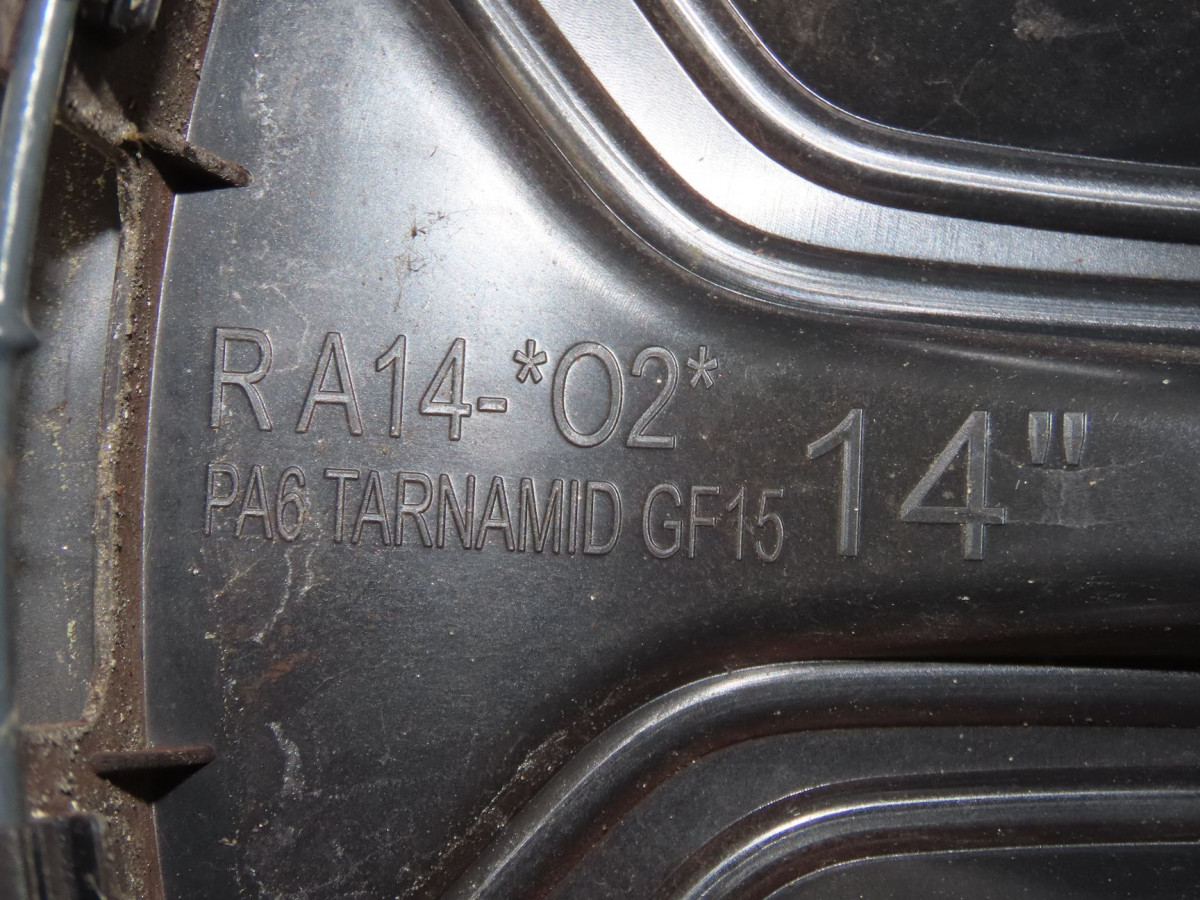 R A14-*O2*
PA6 TARNAMID GF15
14"